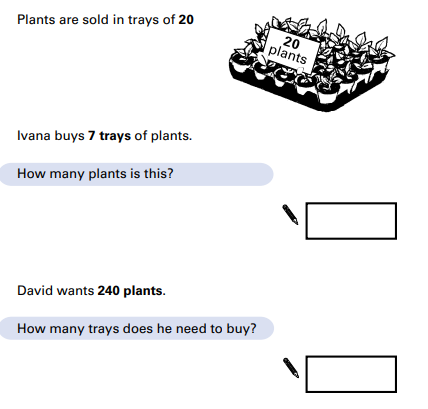 Plants are sold in trays of 20
20
plants
Ivana buys 7 trays of plants.
How many plants is this?
David wants 240 plants.
How many trays does he need to buy?